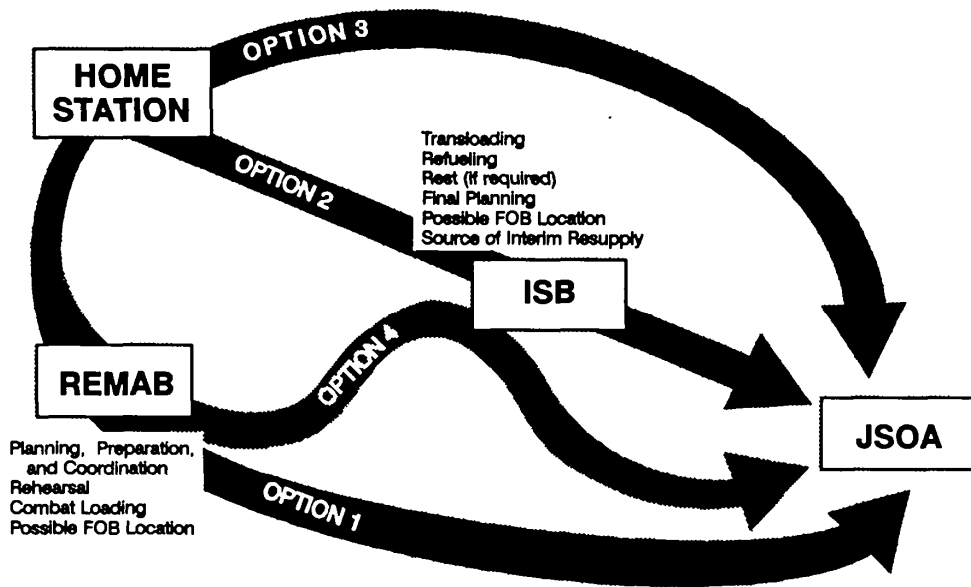 OPTION 3
HOME
STATION
OPTION 2
Transloading
Refueling
Rest (if required)
Final Planning
Possible FOB Location
Source of Interim Resupply
ISB
OPTION 4
REMAB
JSOA
Planning, Preparation,
and Coordination
Rehearsal
Combat Loading
Possible FOB Location
OPTION 1